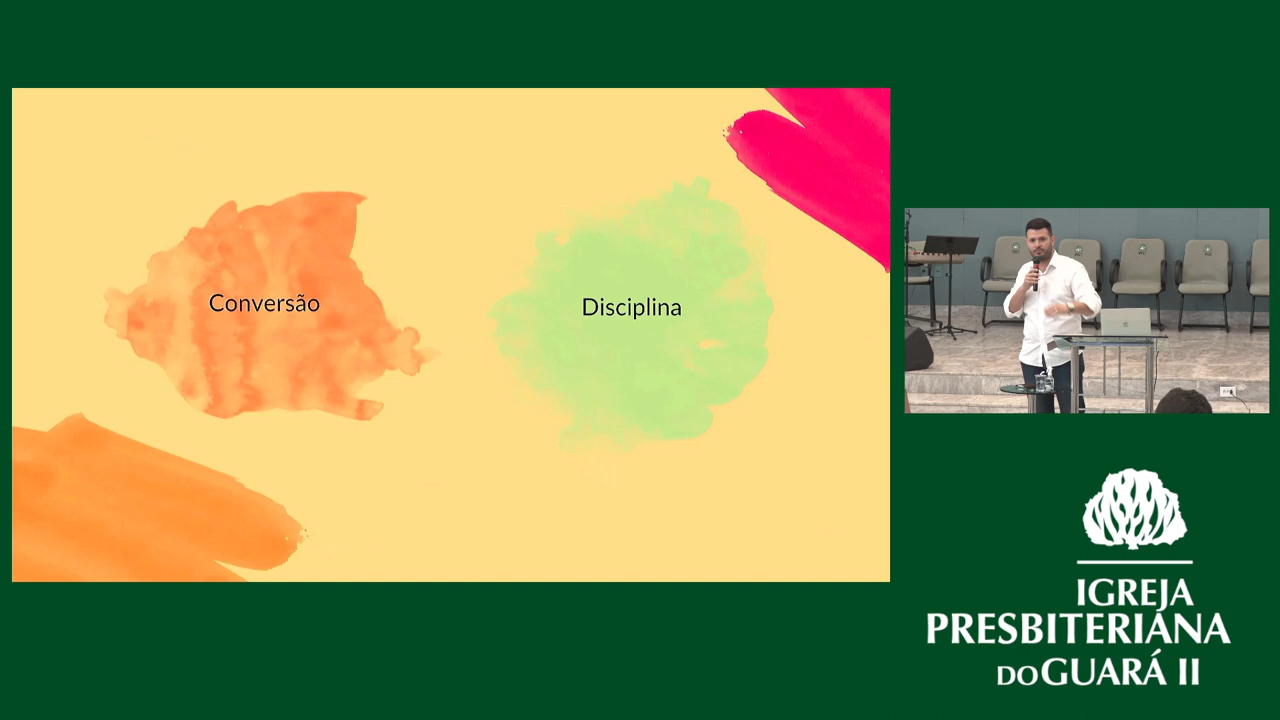 Conversão
Disciplina
IGREJA
PRESBITERIANA
DO GUARÁ II